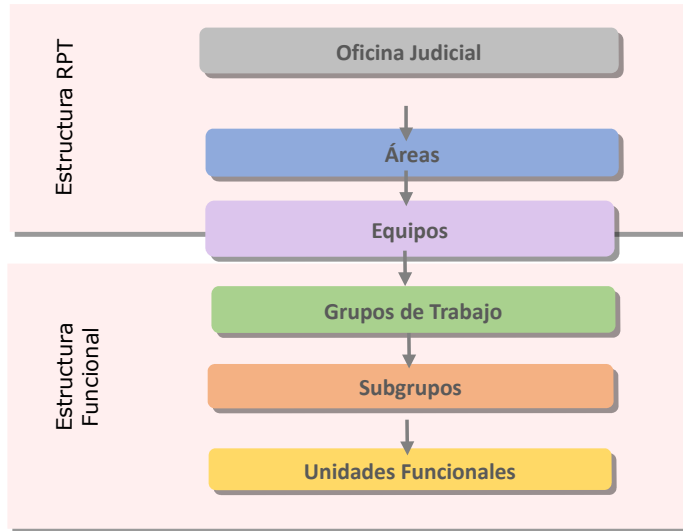 Estructura RPT
Oficina Judicial
Áreas
Equipos
Estructura
Funcional
Grupos de Trabajo
Subgrupos
Unidades Funcionales